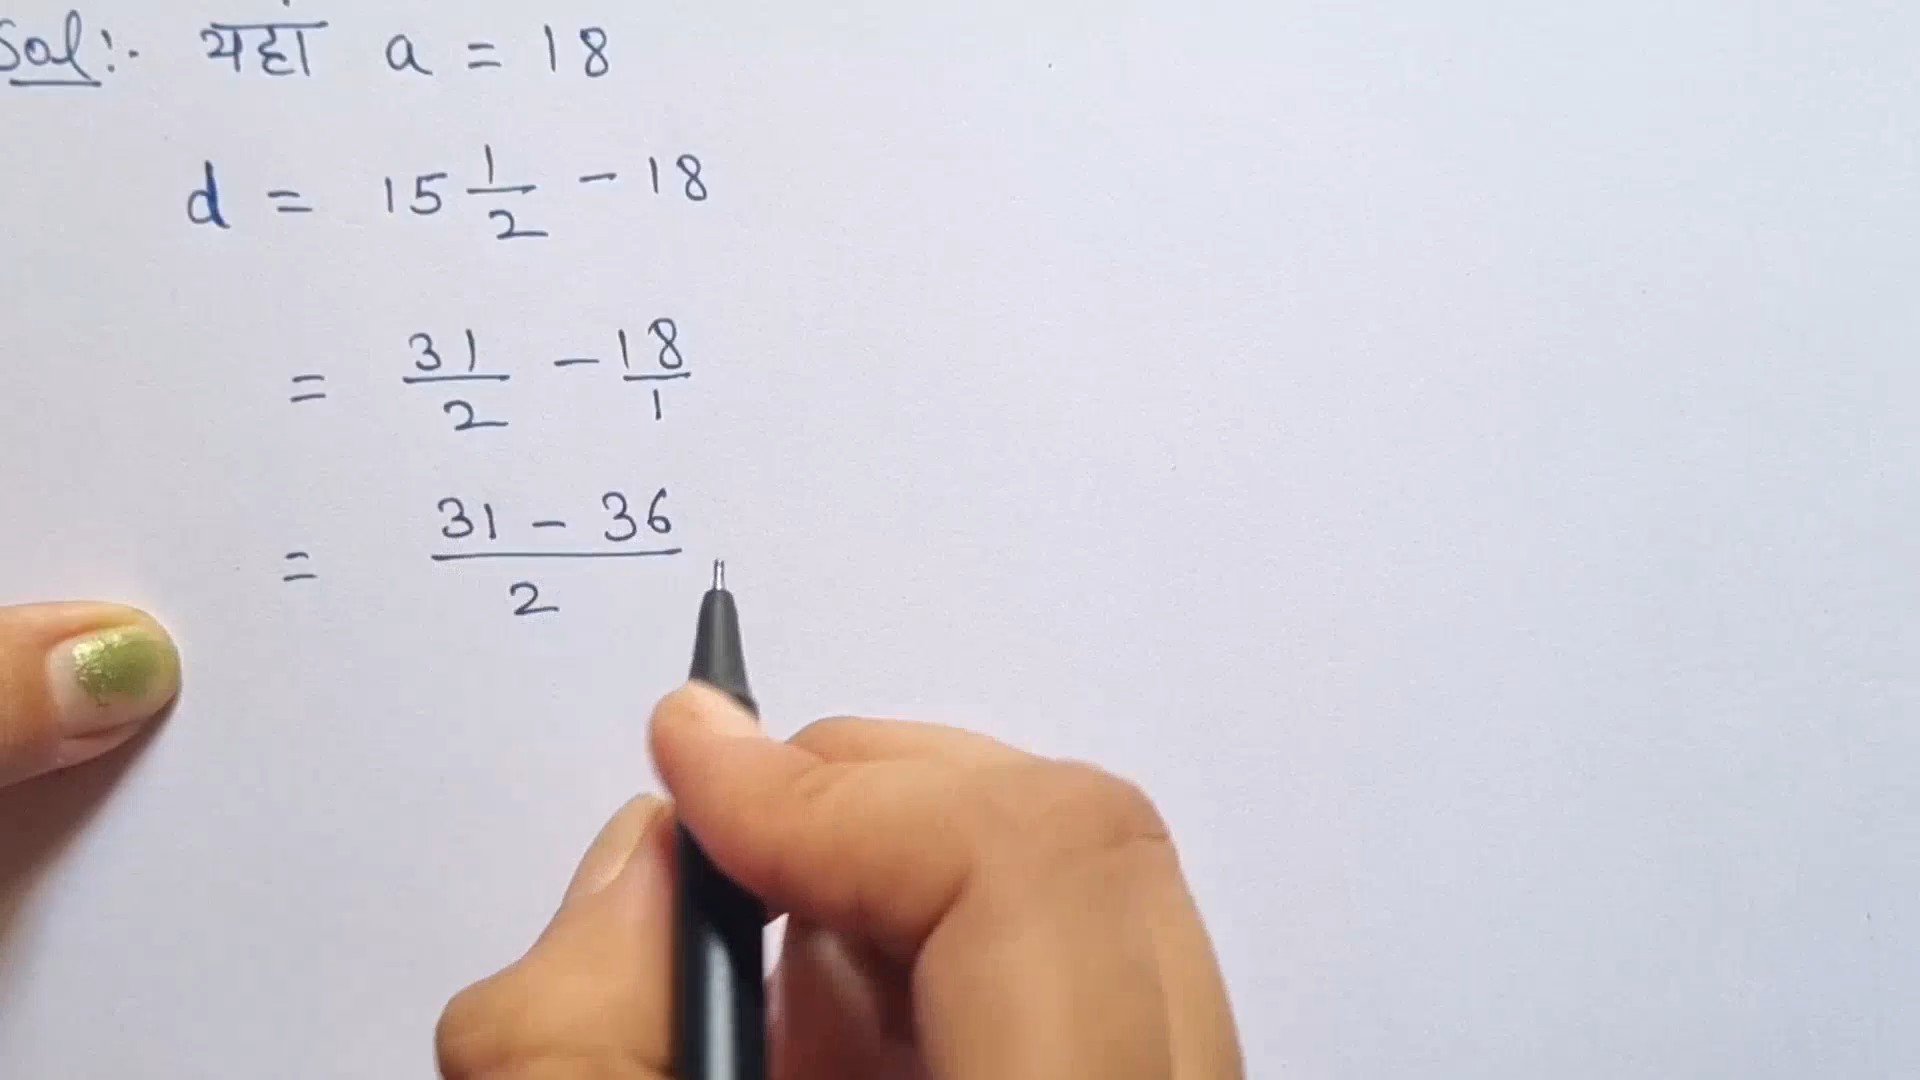 Sol:- यहां a = 18
d = 15 1/2 - 18
= 31/2 - 18/1
= 31 - 36/2